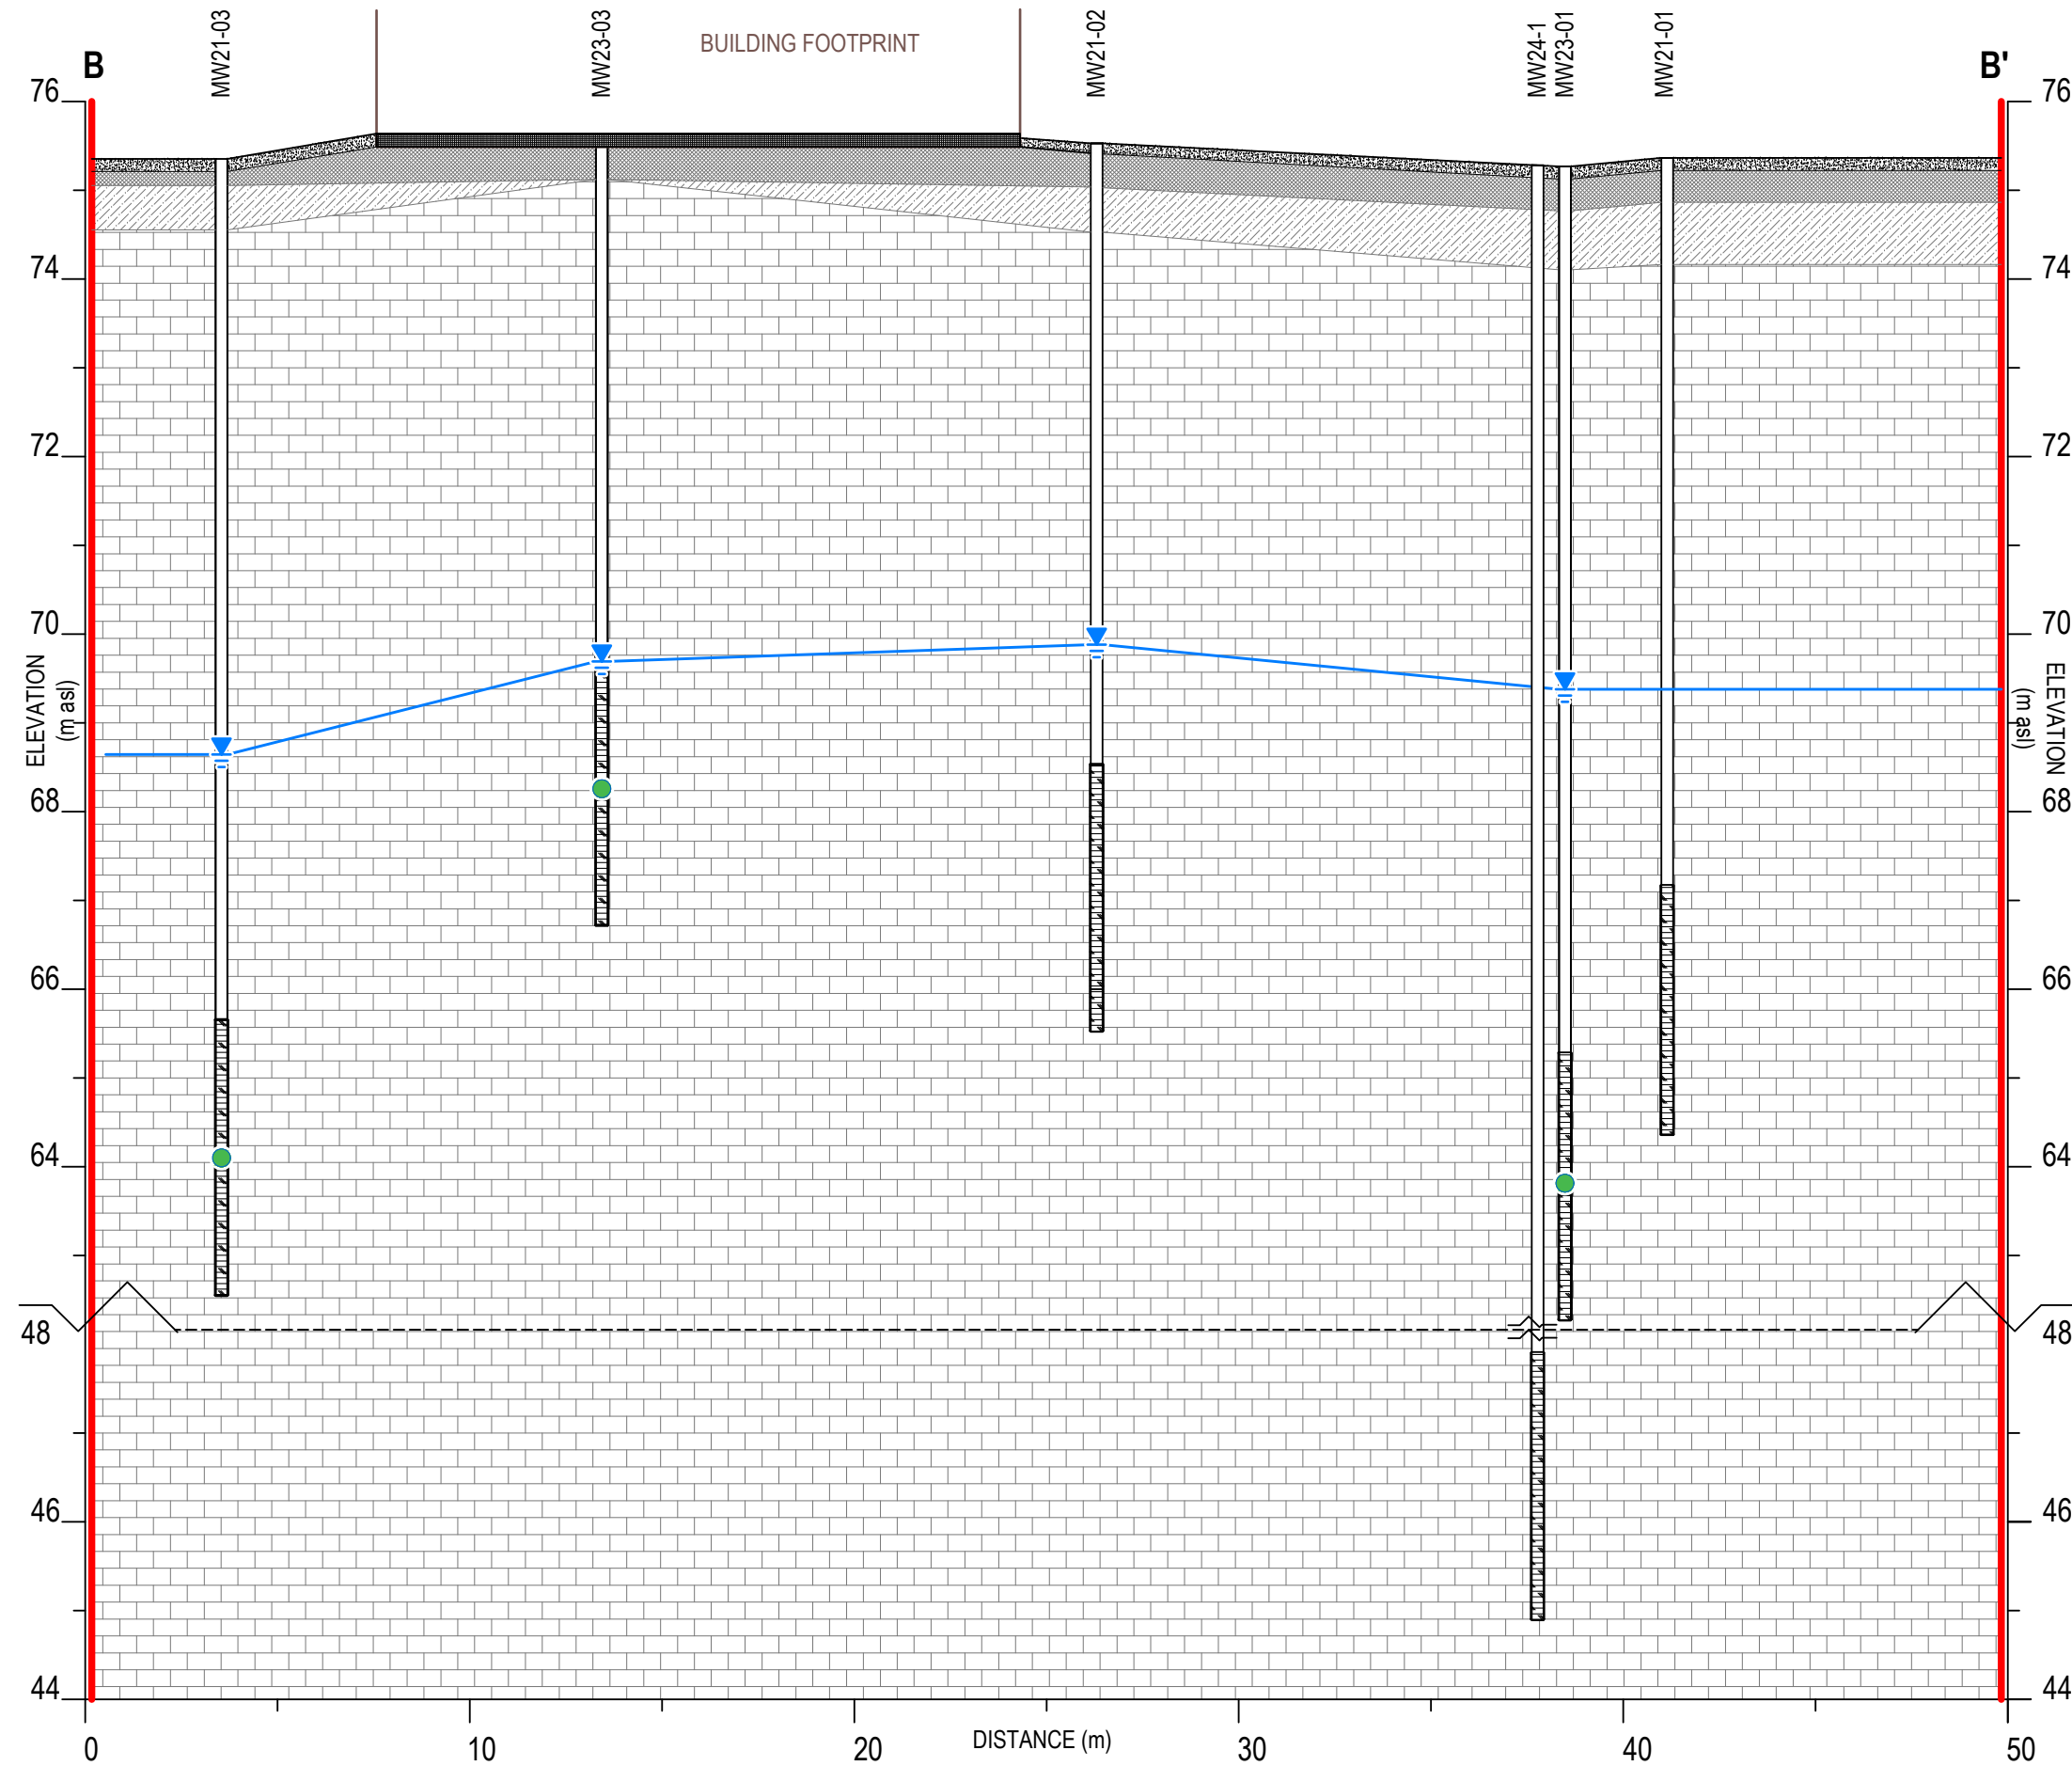 B
MW21-03
MW23-03
BUILDING FOOTPRINT
MW21-02
MW24-1
MW23-01
MW21-01
B'
76
76
74
74
72
72
70
70
ELEVATION
(m asl)
ELEVATION
(m asl)
68
68
66
66
64
64
48
48
46
46
44
44
0
10
20
DISTANCE (m)
30
40
50